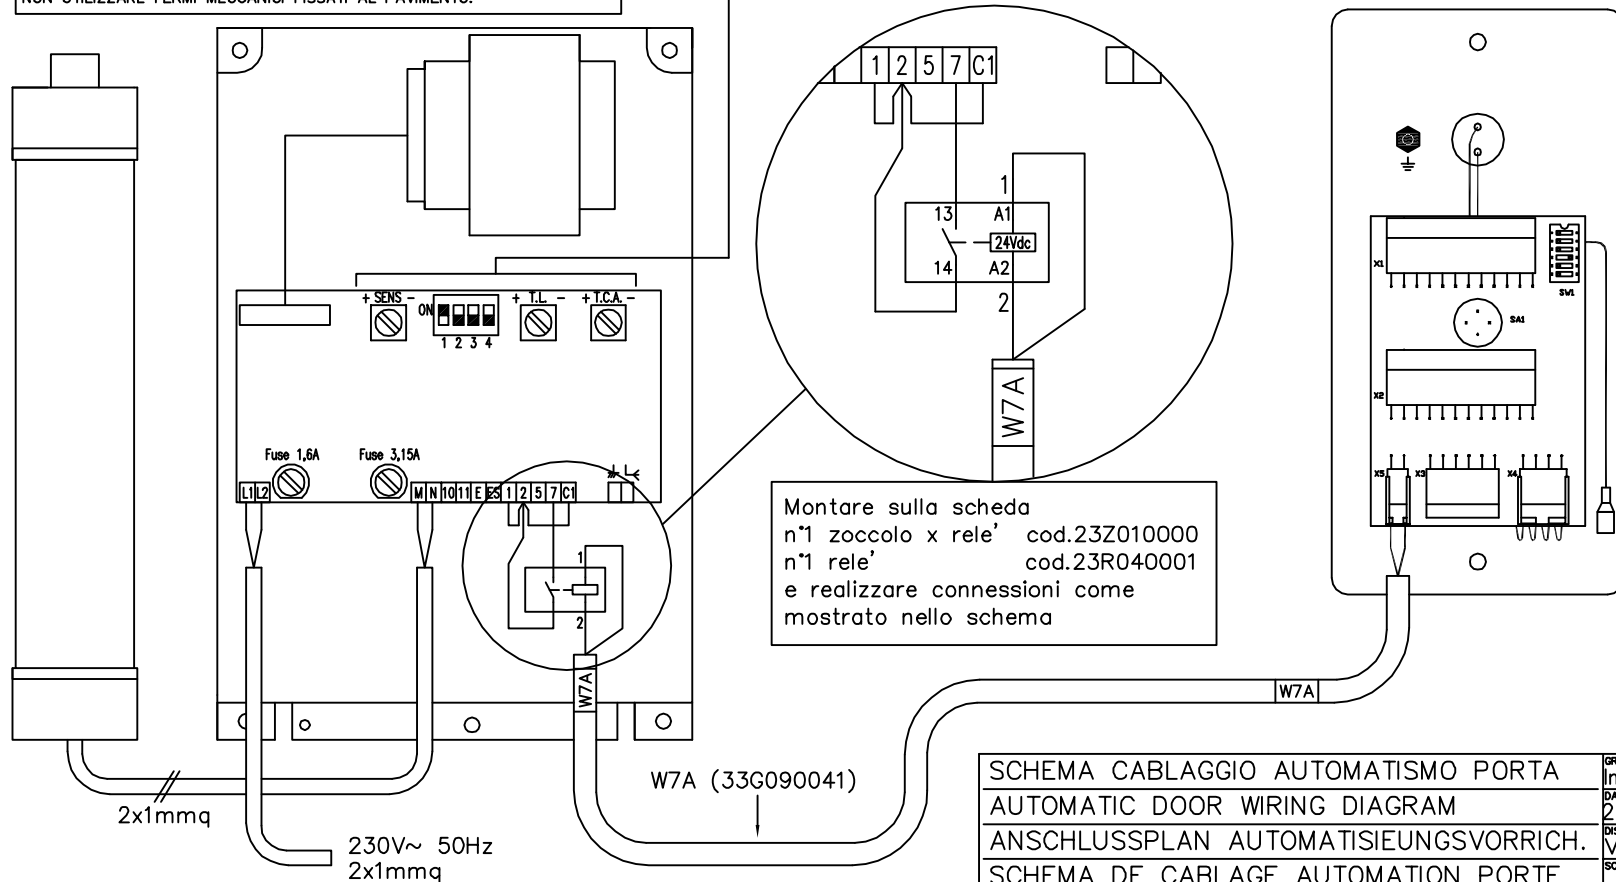 NON UTILIZZARE FERMI MECCANICI FISSATI AL PAVIMENTO.
1 2 5 7 C1
1
13 A1
24Vdc
14 A2
2
W7A
X1
SW1
SA1
X2
X5 X3 X4
+ SENS - + T.L. - + T.C.A. -
ON
1 2 3 4
Fuse 1,6A Fuse 3,15A
L1 L2 M N 10 11 E ES 1 2 5 7 C1
1
2
W7A
Montare sulla scheda
n°1 zoccolo x rele' cod.23Z010000
n°1 rele' cod.23R040001
e realizzare connessioni come
mostrato nello schema
W7A
W7A (33G090041)
2x1mmq
230V~ 50Hz
2x1mmq
SCHEMA CABLAGGIO AUTOMATISMO PORTA
AUTOMATIC DOOR WIRING DIAGRAM
ANSCHLUSSPLAN AUTOMATISIEUNGSVORRICH.
SCHEMA DE CABLAGE AUTOMATION PORTE